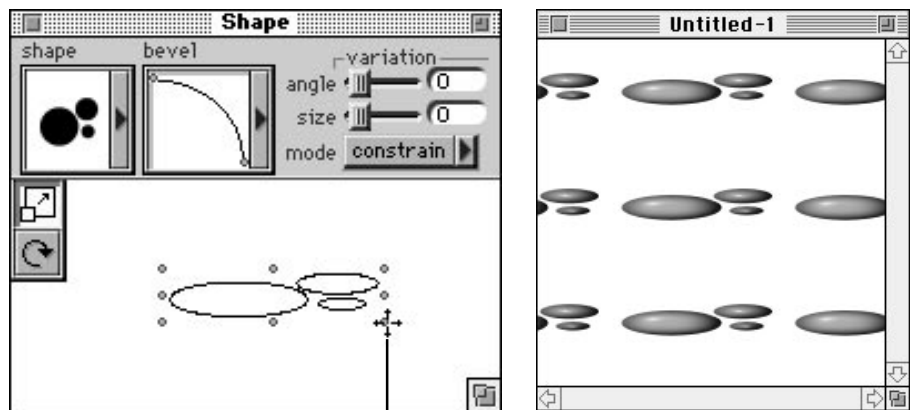 Shape
shape bevel variation
angle 0
size 0
mode constrain
Untitled-1